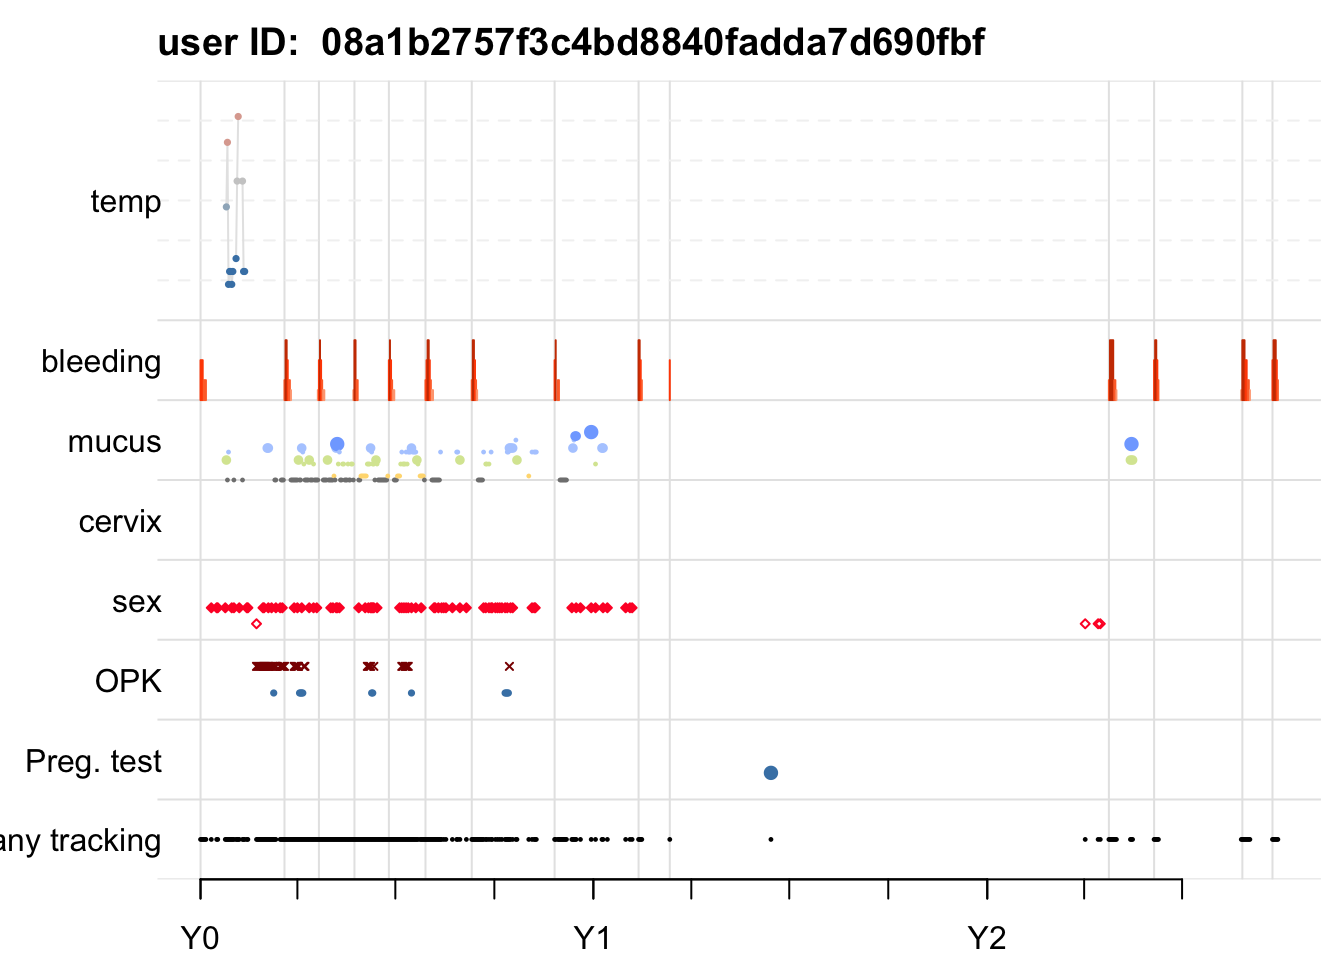 user ID:  08a1b2757f3c4bd8840fadda7d690fbf
temp
bleeding
mucus
cervix
sex
OPK
Preg. test
any tracking
Y0
Y1
Y2